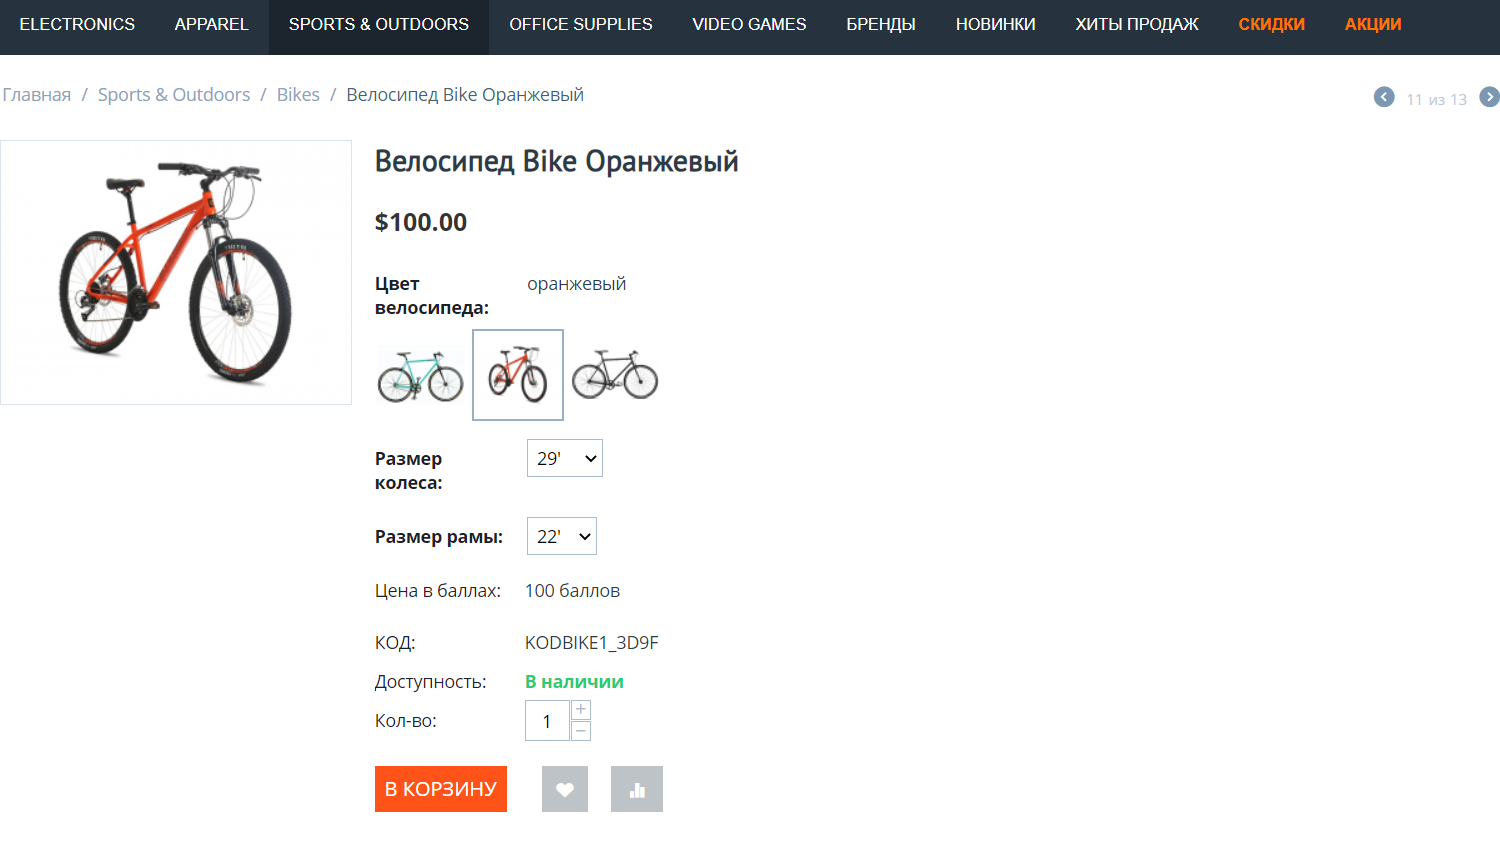 ELECTRONICS APPAREL SPORTS & OUTDOORS OFFICE SUPPLIES VIDEO GAMES БРЕНДЫ НОВИНКИ ХИТЫ ПРОДАЖ СКИДКИ АКЦИИ
Главная / Sports & Outdoors / Bikes / Велосипед Bike Оранжевый
11 из 13
Велосипед Bike Оранжевый
$100.00
Цвет велосипеда: оранжевый
Размер колеса: 29'
Размер рамы: 22'
Цена в баллах: 100 баллов
КОД: KODBIKE1_3D9F
Доступность: В наличии
Кол-во: 1 + −
В КОРЗИНУ